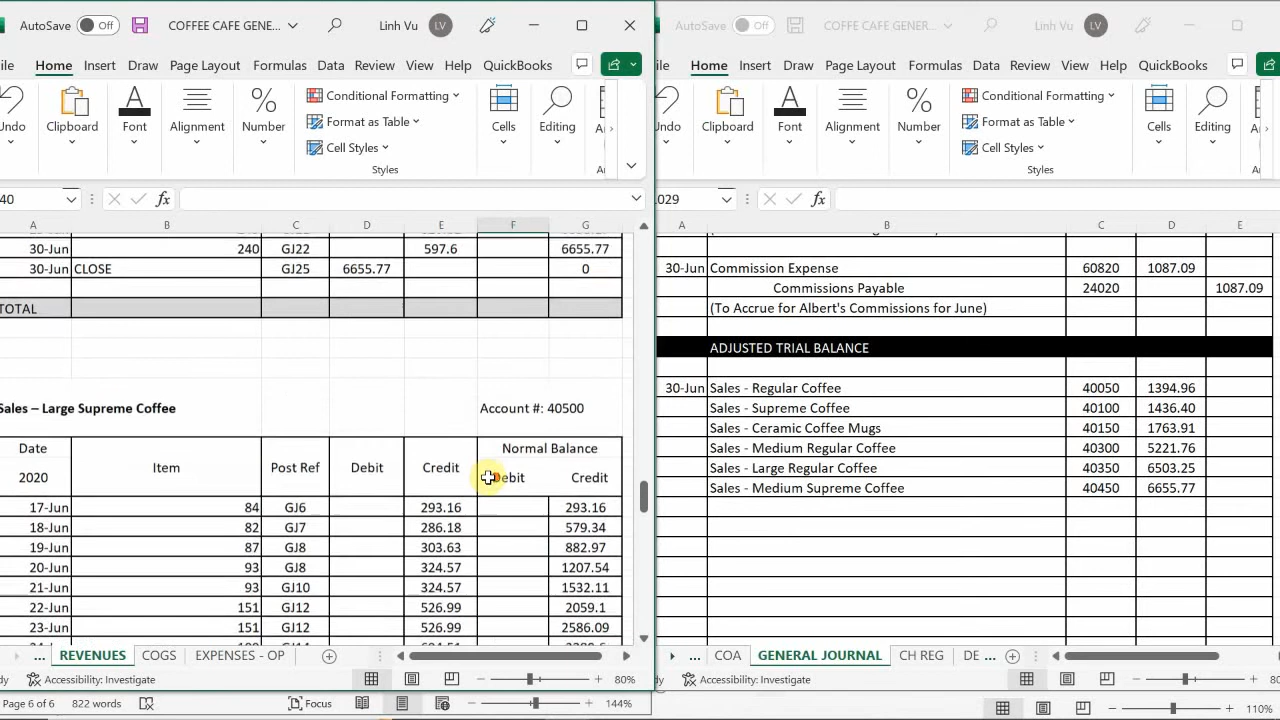 AutoSave Off COFFEE CAFE GENER... Linh Vu LV
ile Home Insert Draw Page Layout Formulas Data Review View Help QuickBooks
Undo Clipboard Font Alignment Number Conditional Formatting Format as Table Cell Styles Styles Cells Editing
40 fx
A B C D E F G
30-Jun 240 GJ22 597.6 6655.77
30-Jun CLOSE GJ25 6655.77 0
TOTAL
Sales – Large Supreme Coffee Account #: 40500
Date Normal Balance
Item Post Ref Debit Credit
2020 Debit Credit
17-Jun 84 GJ6 293.16 293.16
18-Jun 82 GJ7 286.18 579.34
19-Jun 87 GJ8 303.63 882.97
20-Jun 93 GJ8 324.57 1207.54
21-Jun 93 GJ10 324.57 1532.11
22-Jun 151 GJ12 526.99 2059.1
23-Jun 151 GJ12 526.99 2586.09
... REVENUES COGS EXPENSES - OP
dy Accessibility: Investigate 80%
Page 6 of 6 822 words Focus 144%
AutoSave Off COFFE CAFE GENER... Linh Vu LV
ile Home Insert Draw Page Layout Formulas Data Review View Help QuickBooks
Undo Clipboard Font Alignment Number Conditional Formatting Format as Table Cell Styles Styles Cells Editing
029 fx
A B C D E
30-Jun Commission Expense 60820 1087.09
Commissions Payable 24020 1087.09
(To Accrue for Albert's Commissions for June)
ADJUSTED TRIAL BALANCE
30-Jun Sales - Regular Coffee 40050 1394.96
Sales - Supreme Coffee 40100 1436.40
Sales - Ceramic Coffee Mugs 40150 1763.91
Sales - Medium Regular Coffee 40300 5221.76
Sales - Large Regular Coffee 40350 6503.25
Sales - Medium Supreme Coffee 40450 6655.77
... COA GENERAL JOURNAL CH REG DE ...
dy Accessibility: Investigate 80
110%